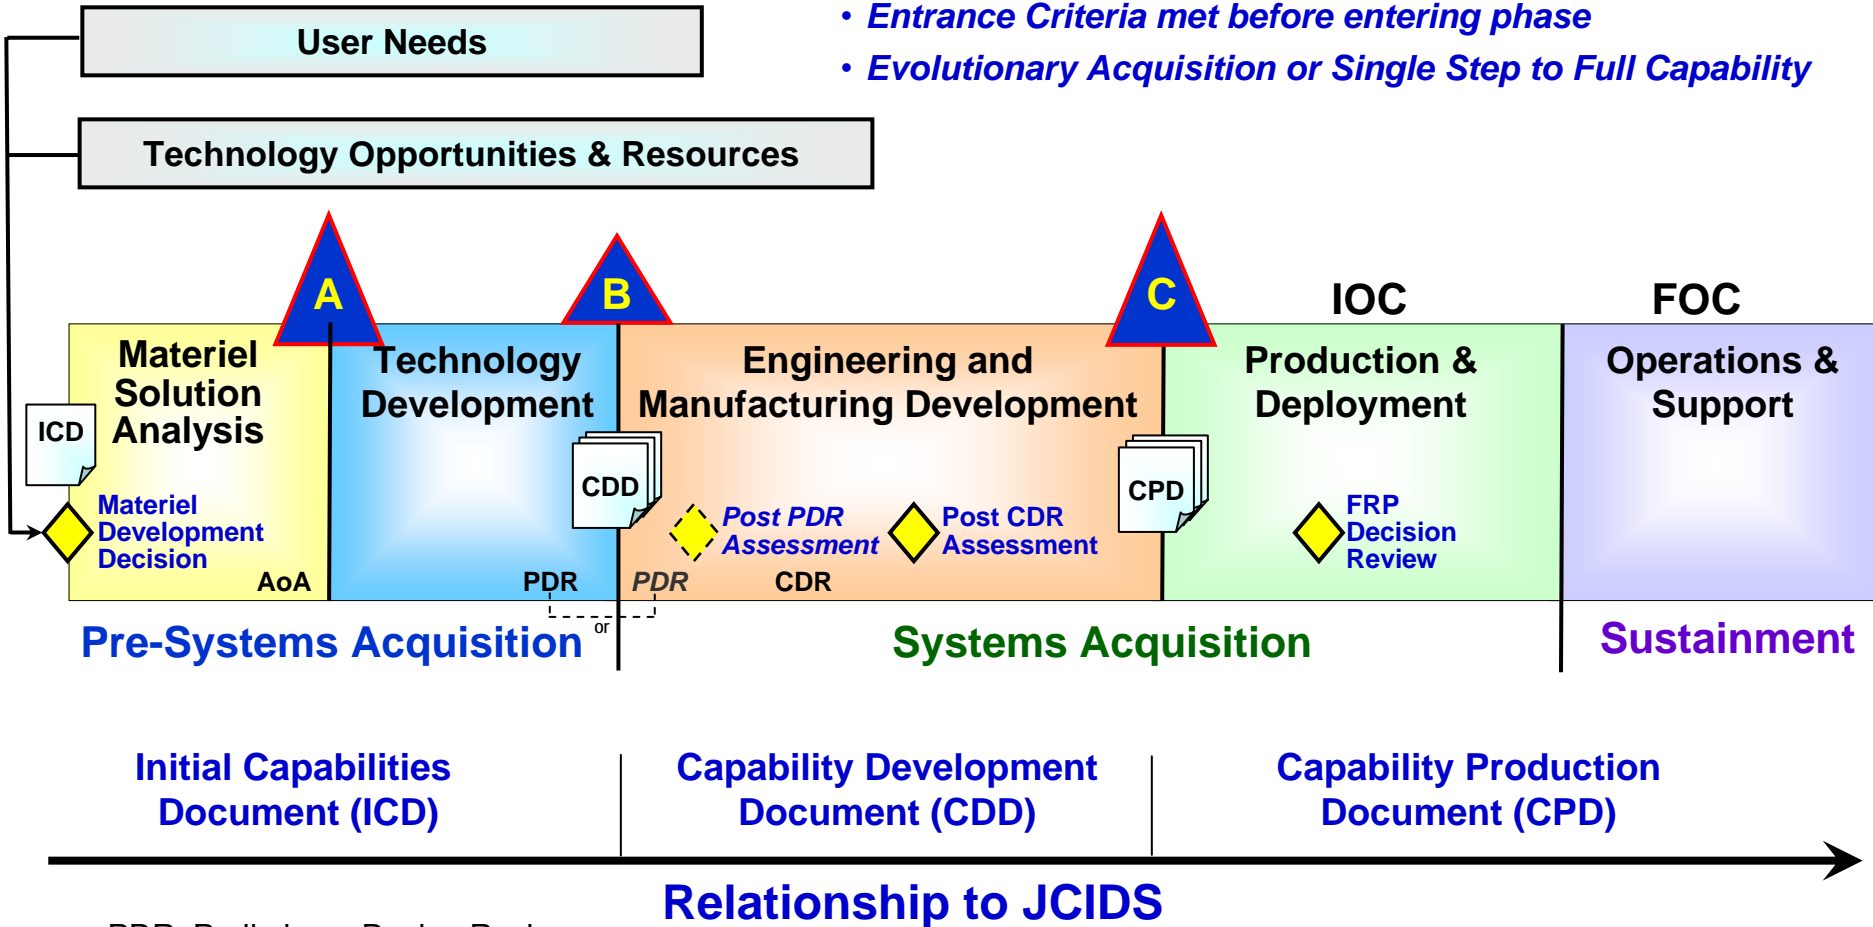 • Entrance Criteria met before entering phase
• Evolutionary Acquisition or Single Step to Full Capability
User Needs
Technology Opportunities & Resources
A
B
C
IOC
FOC
Materiel
Solution
Analysis
Technology
Development
Engineering and
Manufacturing Development
Production &
Deployment
Operations &
Support
ICD
CDD
CPD
Materiel
Development
Decision
Post PDR
Assessment
Post CDR
Assessment
FRP
Decision
Review
AoA
PDR
PDR
CDR
or
Pre-Systems Acquisition
Systems Acquisition
Sustainment
Initial Capabilities
Document (ICD)
Capability Development
Document (CDD)
Capability Production
Document (CPD)
Relationship to JCIDS
PDR